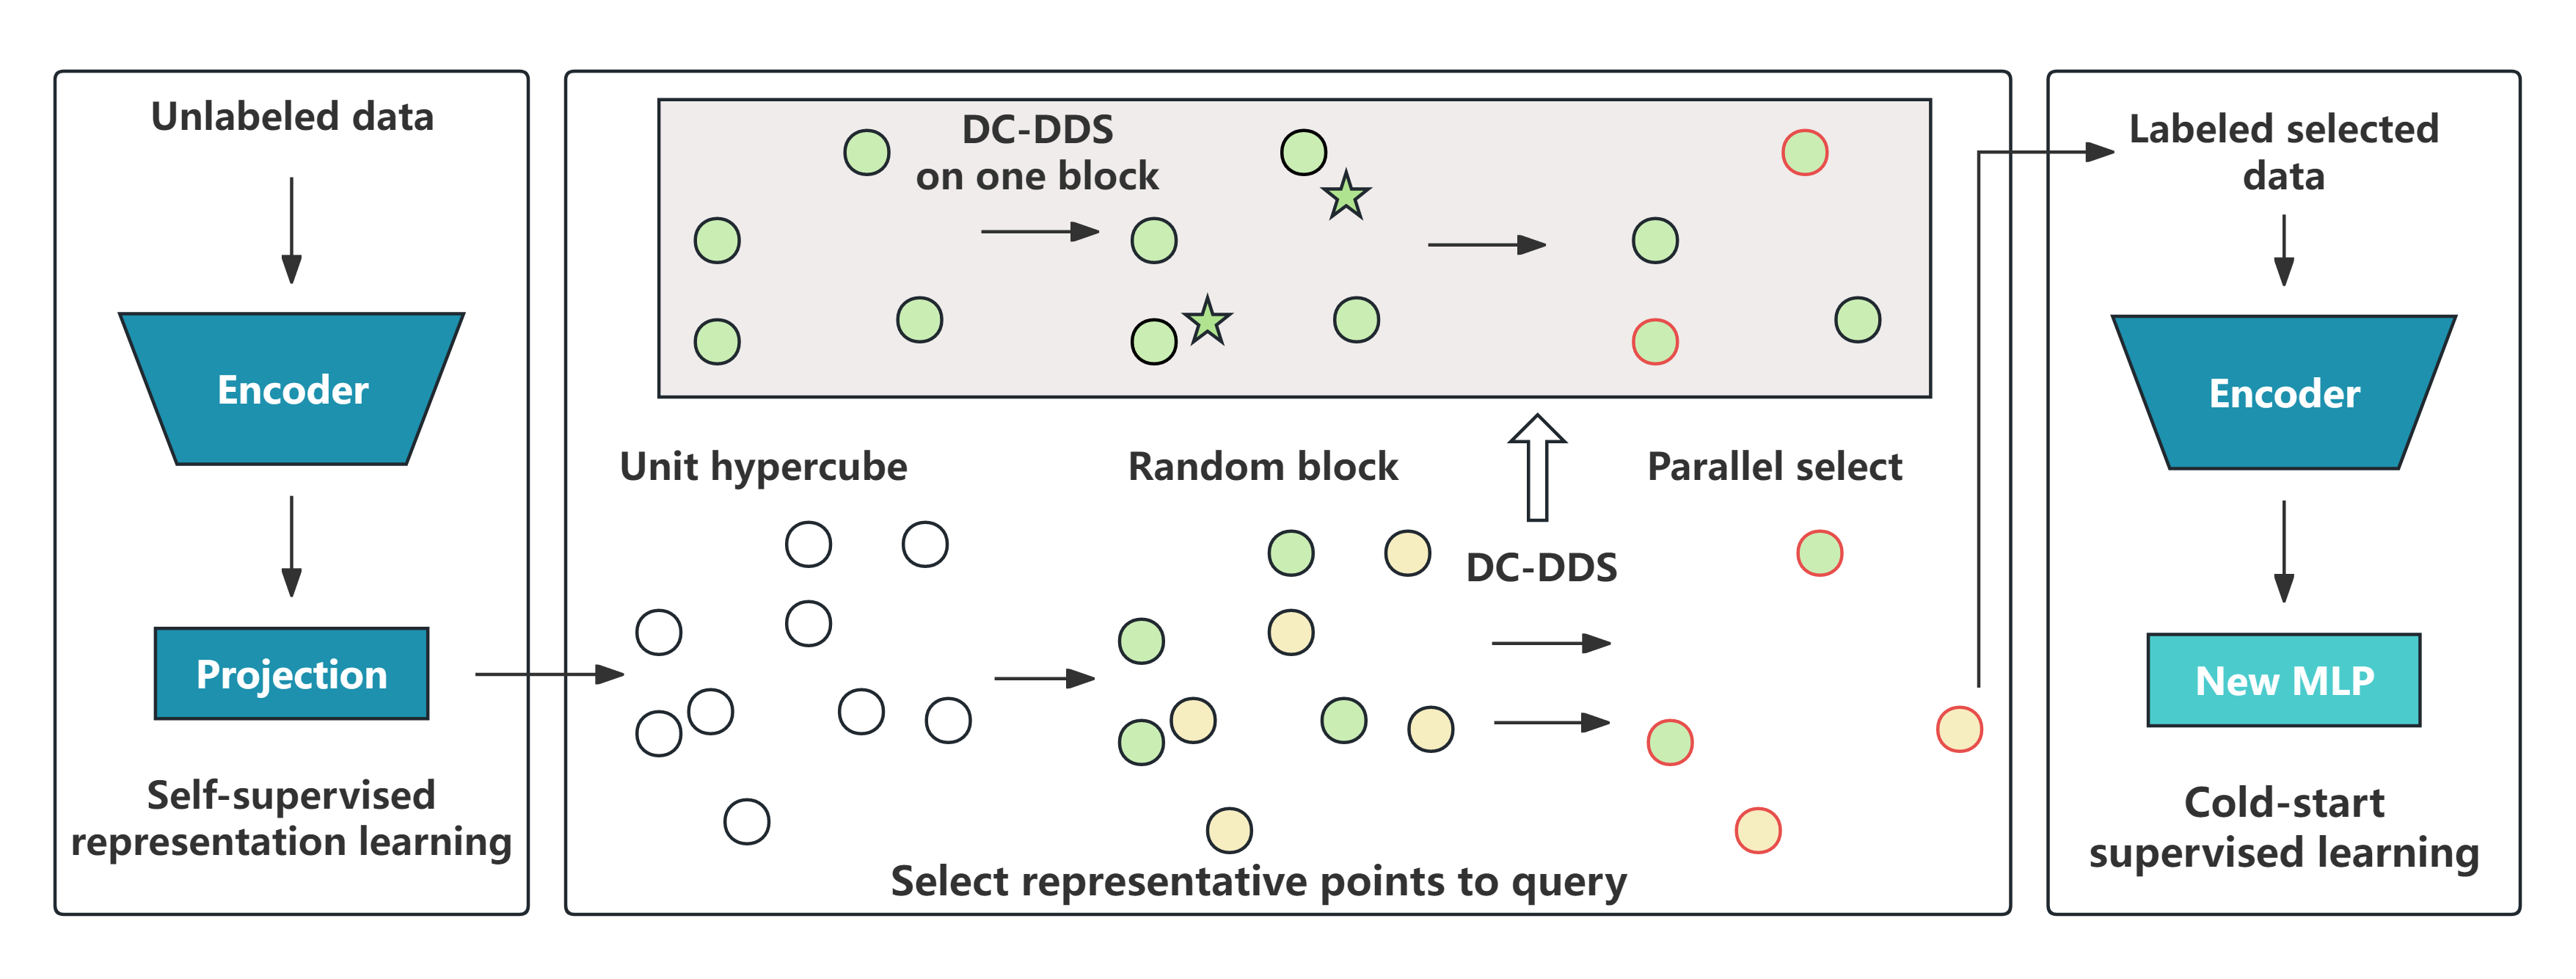 Unlabeled data
Encoder
Projection
Self-supervised
representation learning
DC-DDS
on one block
Unit hypercube
Random block
Parallel select
DC-DDS
Select representative points to query
Labeled selected
data
Encoder
New MLP
Cold-start
supervised learning